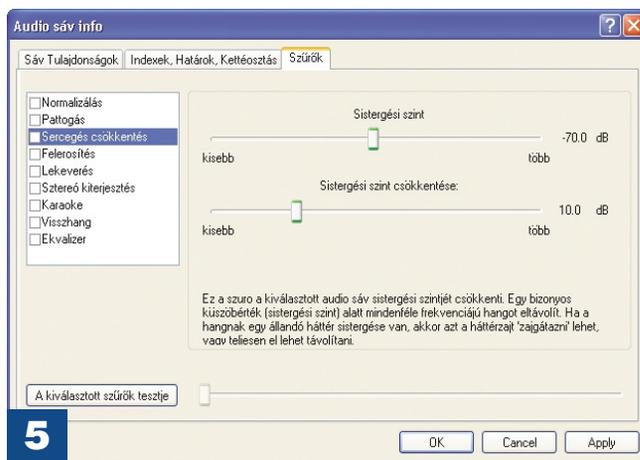 Audio sáv info
Sáv Tulajdonságok
Indexek, Határok, Kettéosztás
Szűrők
Normalizálás
Pattogás
Sercegés csökkentés
Felerosítés
Lekeverés
Sztereó kiterjesztés
Karaoke
Visszhang
Ekvalizer
Sistergési szint
-70.0 dB
kisebb
több
Sistergési szint csökkentése:
10.0 dB
kisebb
több
Ez a szuro a kiválasztott audio sáv sistergési szintjét csökkenti. Egy bizonyos
küszöbérték (sistergési szint) alatt mindenféle frekvenciájú hangot eltávolít. Ha a
hangnak egy állandó háttér sistergése van, akkor azt a háttérzajt 'zajgátazni' lehet,
vagy teljesen el lehet távolítani.
A kiválasztott szűrők tesztje
5
OK
Cancel
Apply